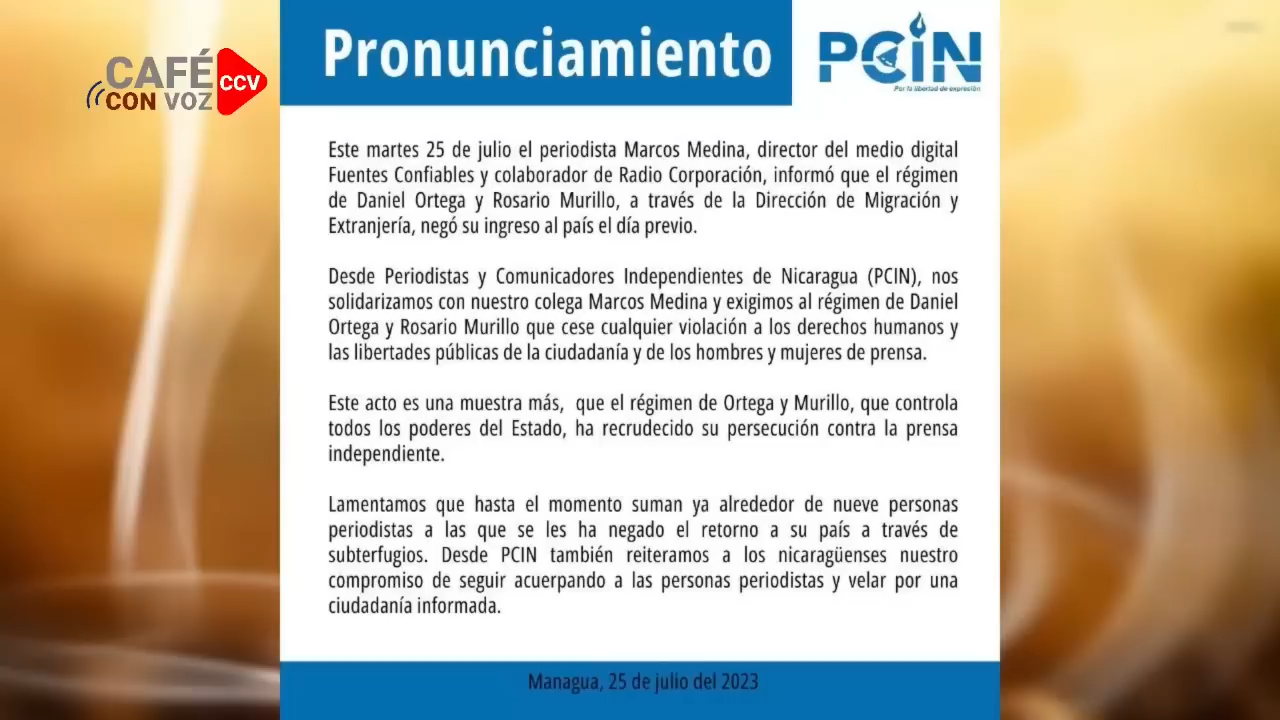 CAFÉ
CON VOZ
CCV
Pronunciamiento
PCIN
Por la libertad de expresión
Este martes 25 de julio el periodista Marcos Medina, director del medio digital
Fuentes Confiables y colaborador de Radio Corporación, informó que el régimen
de Daniel Ortega y Rosario Murillo, a través de la Dirección de Migración y
Extranjería, negó su ingreso al país el día previo.
Desde Periodistas y Comunicadores Independientes de Nicaragua (PCIN), nos
solidarizamos con nuestro colega Marcos Medina y exigimos al régimen de Daniel
Ortega y Rosario Murillo que cese cualquier violación a los derechos humanos y
las libertades públicas de la ciudadanía y de los hombres y mujeres de prensa.
Este acto es una muestra más, que el régimen de Ortega y Murillo, que controla
todos los poderes del Estado, ha recrudecido su persecución contra la prensa
independiente.
Lamentamos que hasta el momento suman ya alrededor de nueve personas
periodistas a las que se les ha negado el retorno a su país a través de
subterfugios. Desde PCIN también reiteramos a los nicaragüenses nuestro
compromiso de seguir acuerpando a las personas periodistas y velar por una
ciudadanía informada.
Managua, 25 de julio del 2023